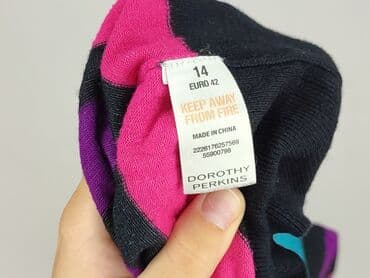 14
EURO 42
KEEP AWAY
FROM FIRE
MADE IN CHINA
2226176257569
55900798
DOROTHY
PERKINS